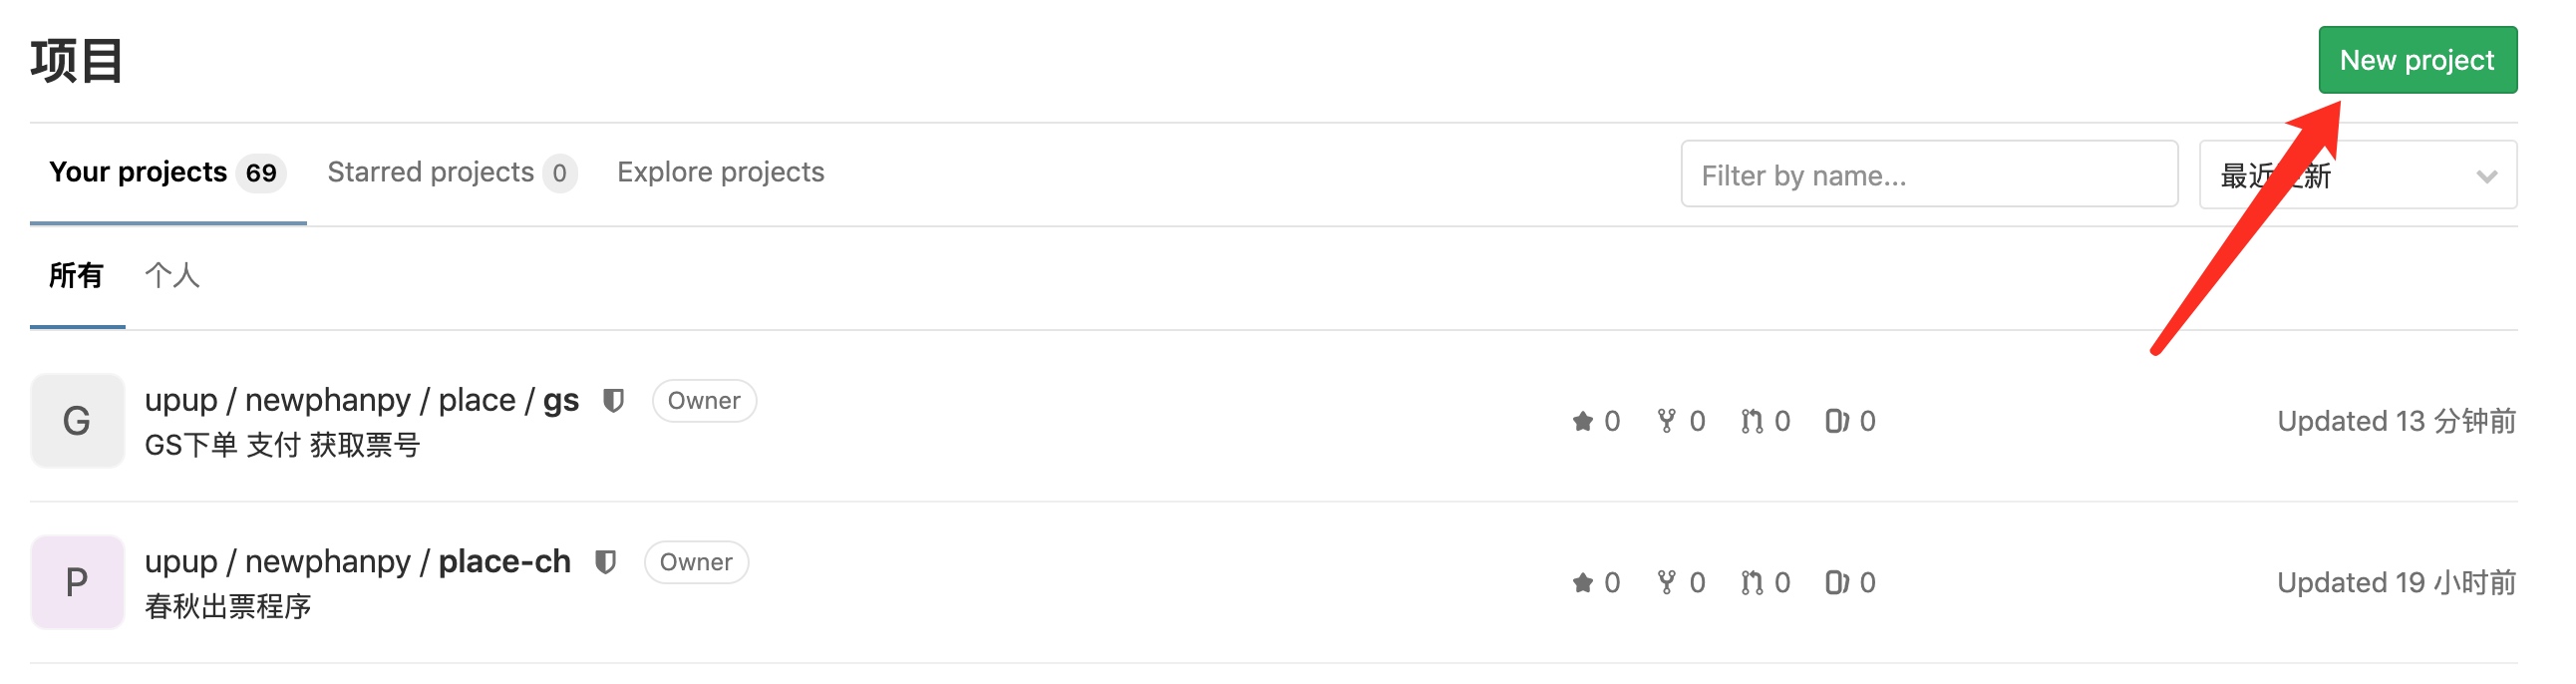 项目
New project
Your projects 69 Starred projects 0 Explore projects Filter by name... 最近 新
所有 个人
G upup / newphanpy / place / gs Owner 0 0 0 0 Updated 13 分钟前
GS下单 支付 获取票号
P upup / newphanpy / place-ch Owner 0 0 0 0 Updated 19 小时前
春秋出票程序